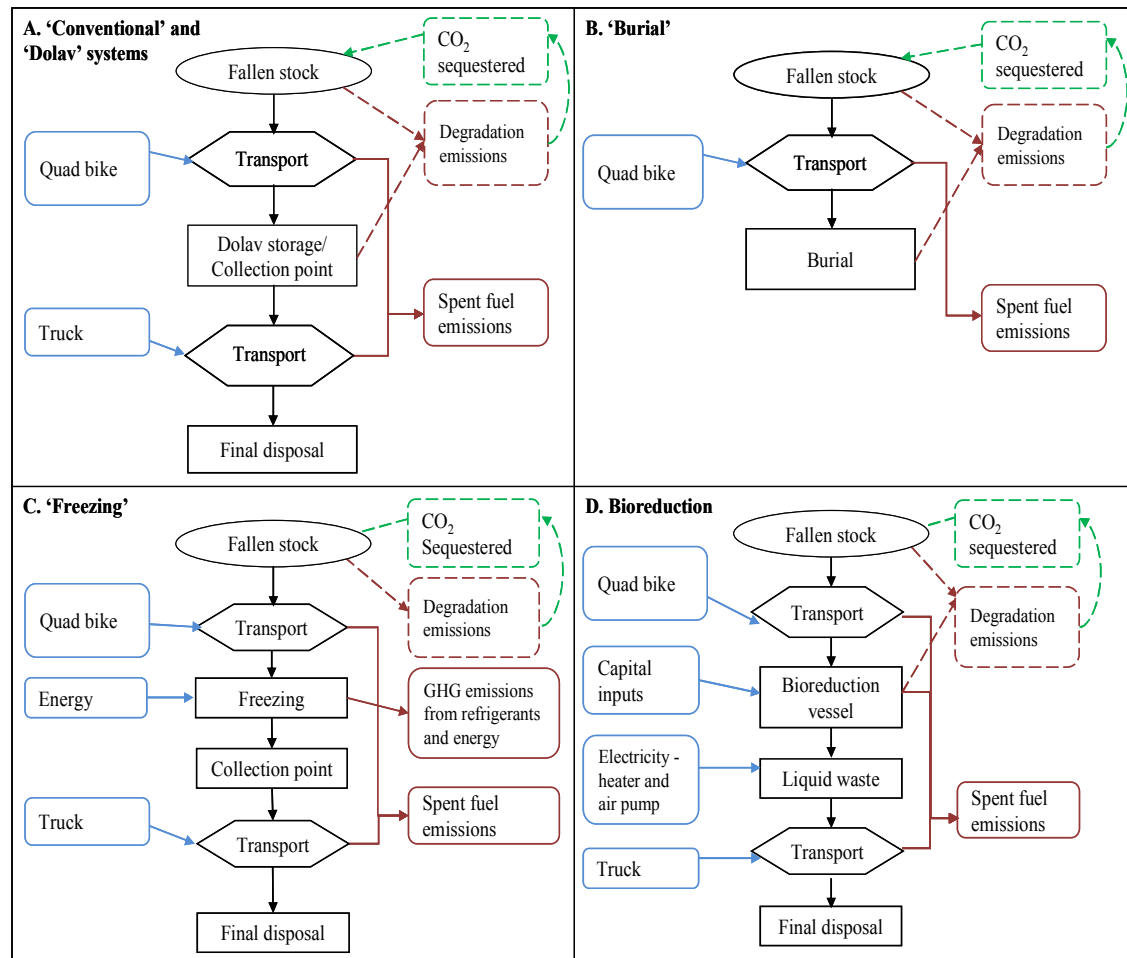 A. ‘Conventional’ and
‘Dolav’ systems
Fallen stock
CO2
sequestered
Degradation
emissions
Quad bike
Transport
Dolav storage/
Collection point
Spent fuel
emissions
Truck
Transport
Final disposal
B. ‘Burial’
Fallen stock
CO2
sequestered
Degradation
emissions
Quad bike
Transport
Burial
Spent fuel
emissions
C. ‘Freezing’
Fallen stock
CO2
Sequestered
Degradation
emissions
Quad bike
Transport
Energy
Freezing
GHG emissions
from refrigerants
and energy
Collection point
Spent fuel
emissions
Truck
Transport
Final disposal
D. Bioreduction
Fallen stock
CO2
sequestered
Quad bike
Transport
Degradation
emissions
Capital
inputs
Bioreduction
vessel
Electricity -
heater and
air pump
Liquid waste
Spent fuel
emissions
Truck
Transport
Final disposal